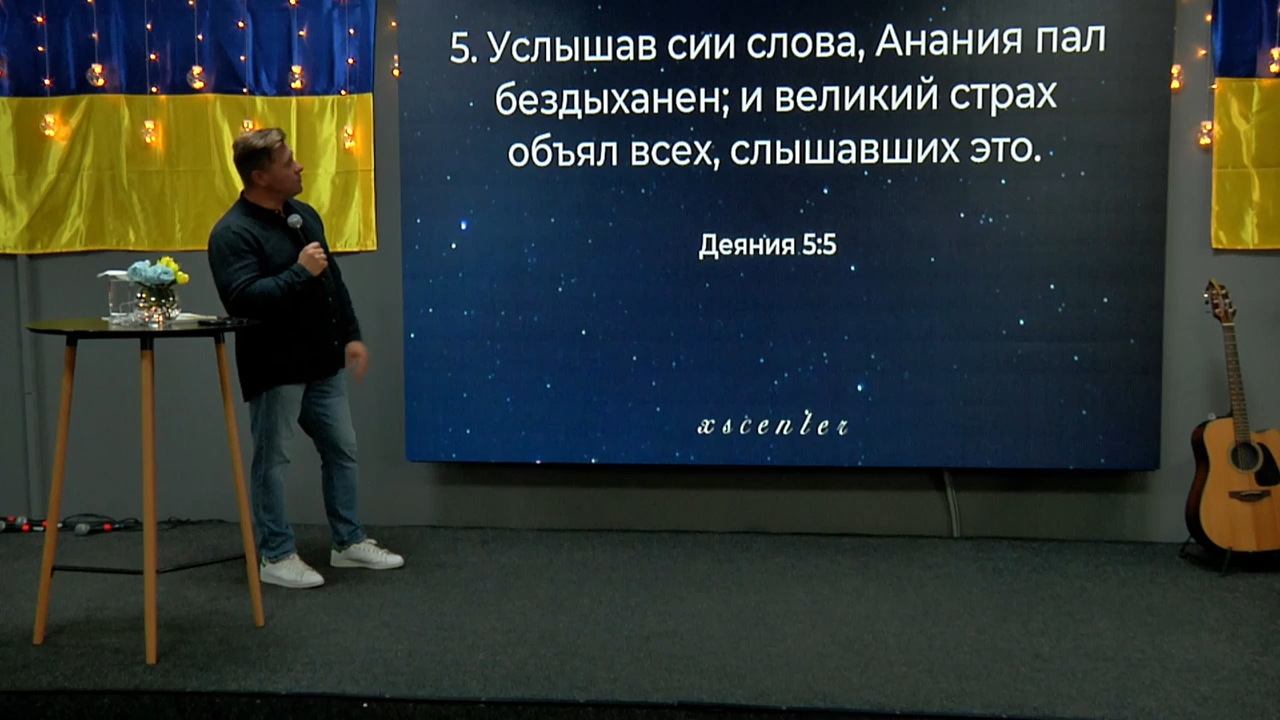 5. Услышав сии слова, Анания пал
бездыханен; и великий страх
объял всех, слышавших это.
Деяния 5:5
xscenter